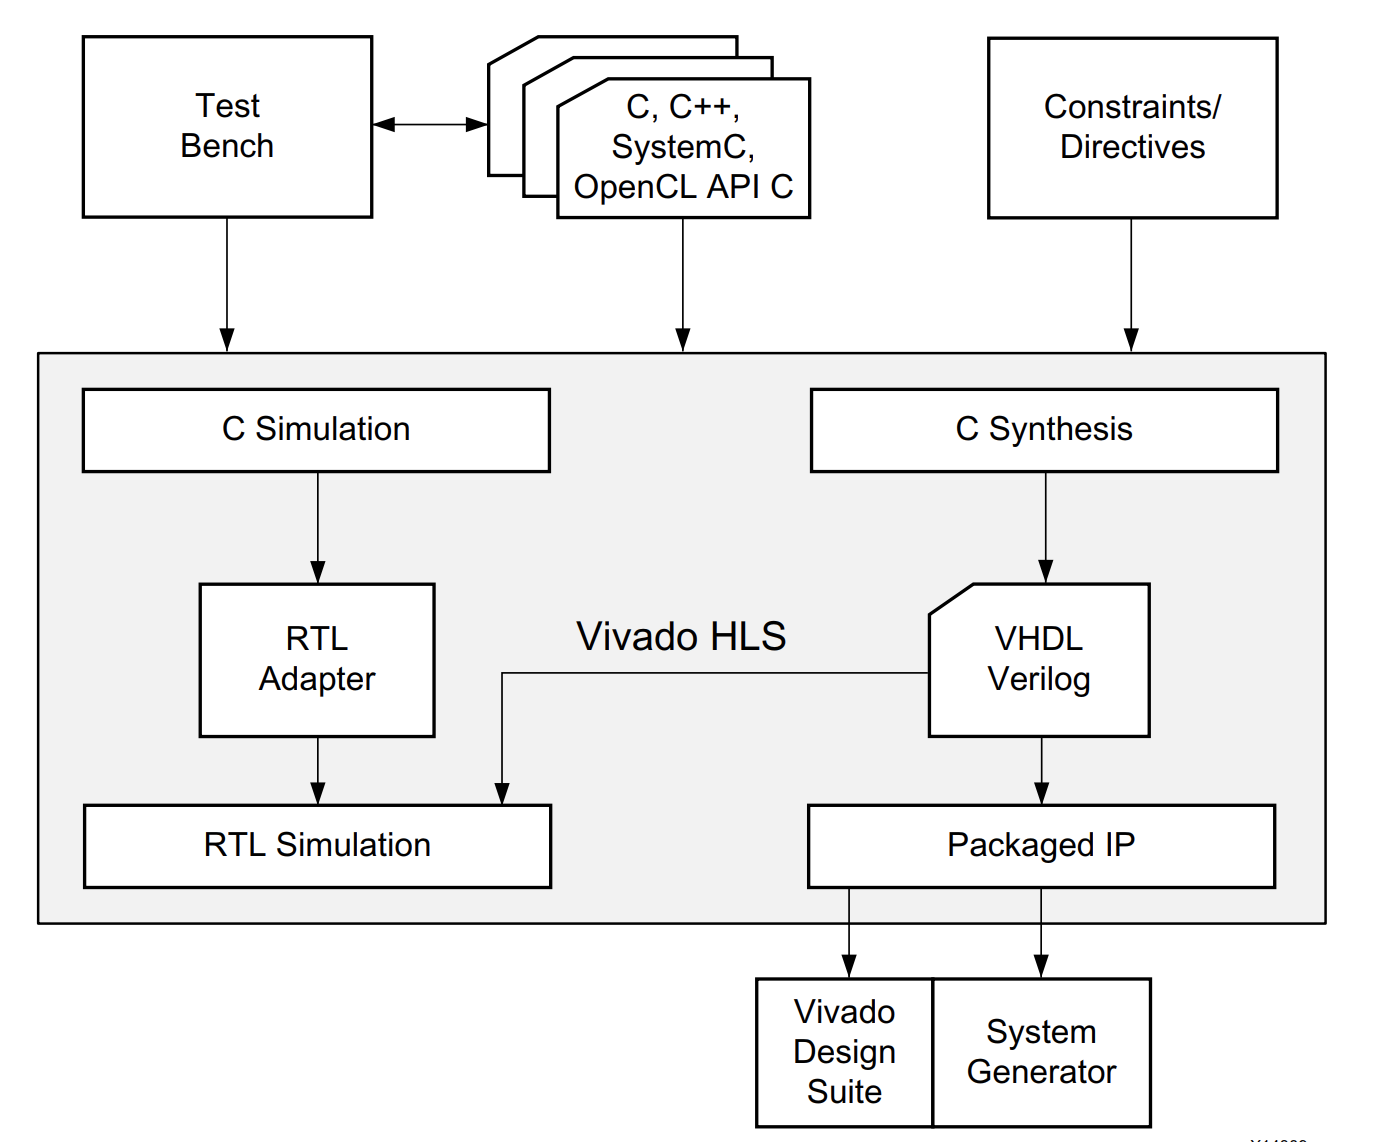 Test
Bench
C, C++,
SystemC,
OpenCL API C
Constraints/
Directives
C Simulation
C Synthesis
RTL
Adapter
Vivado HLS
VHDL
Verilog
RTL Simulation
Packaged IP
Vivado
Design
Suite
System
Generator